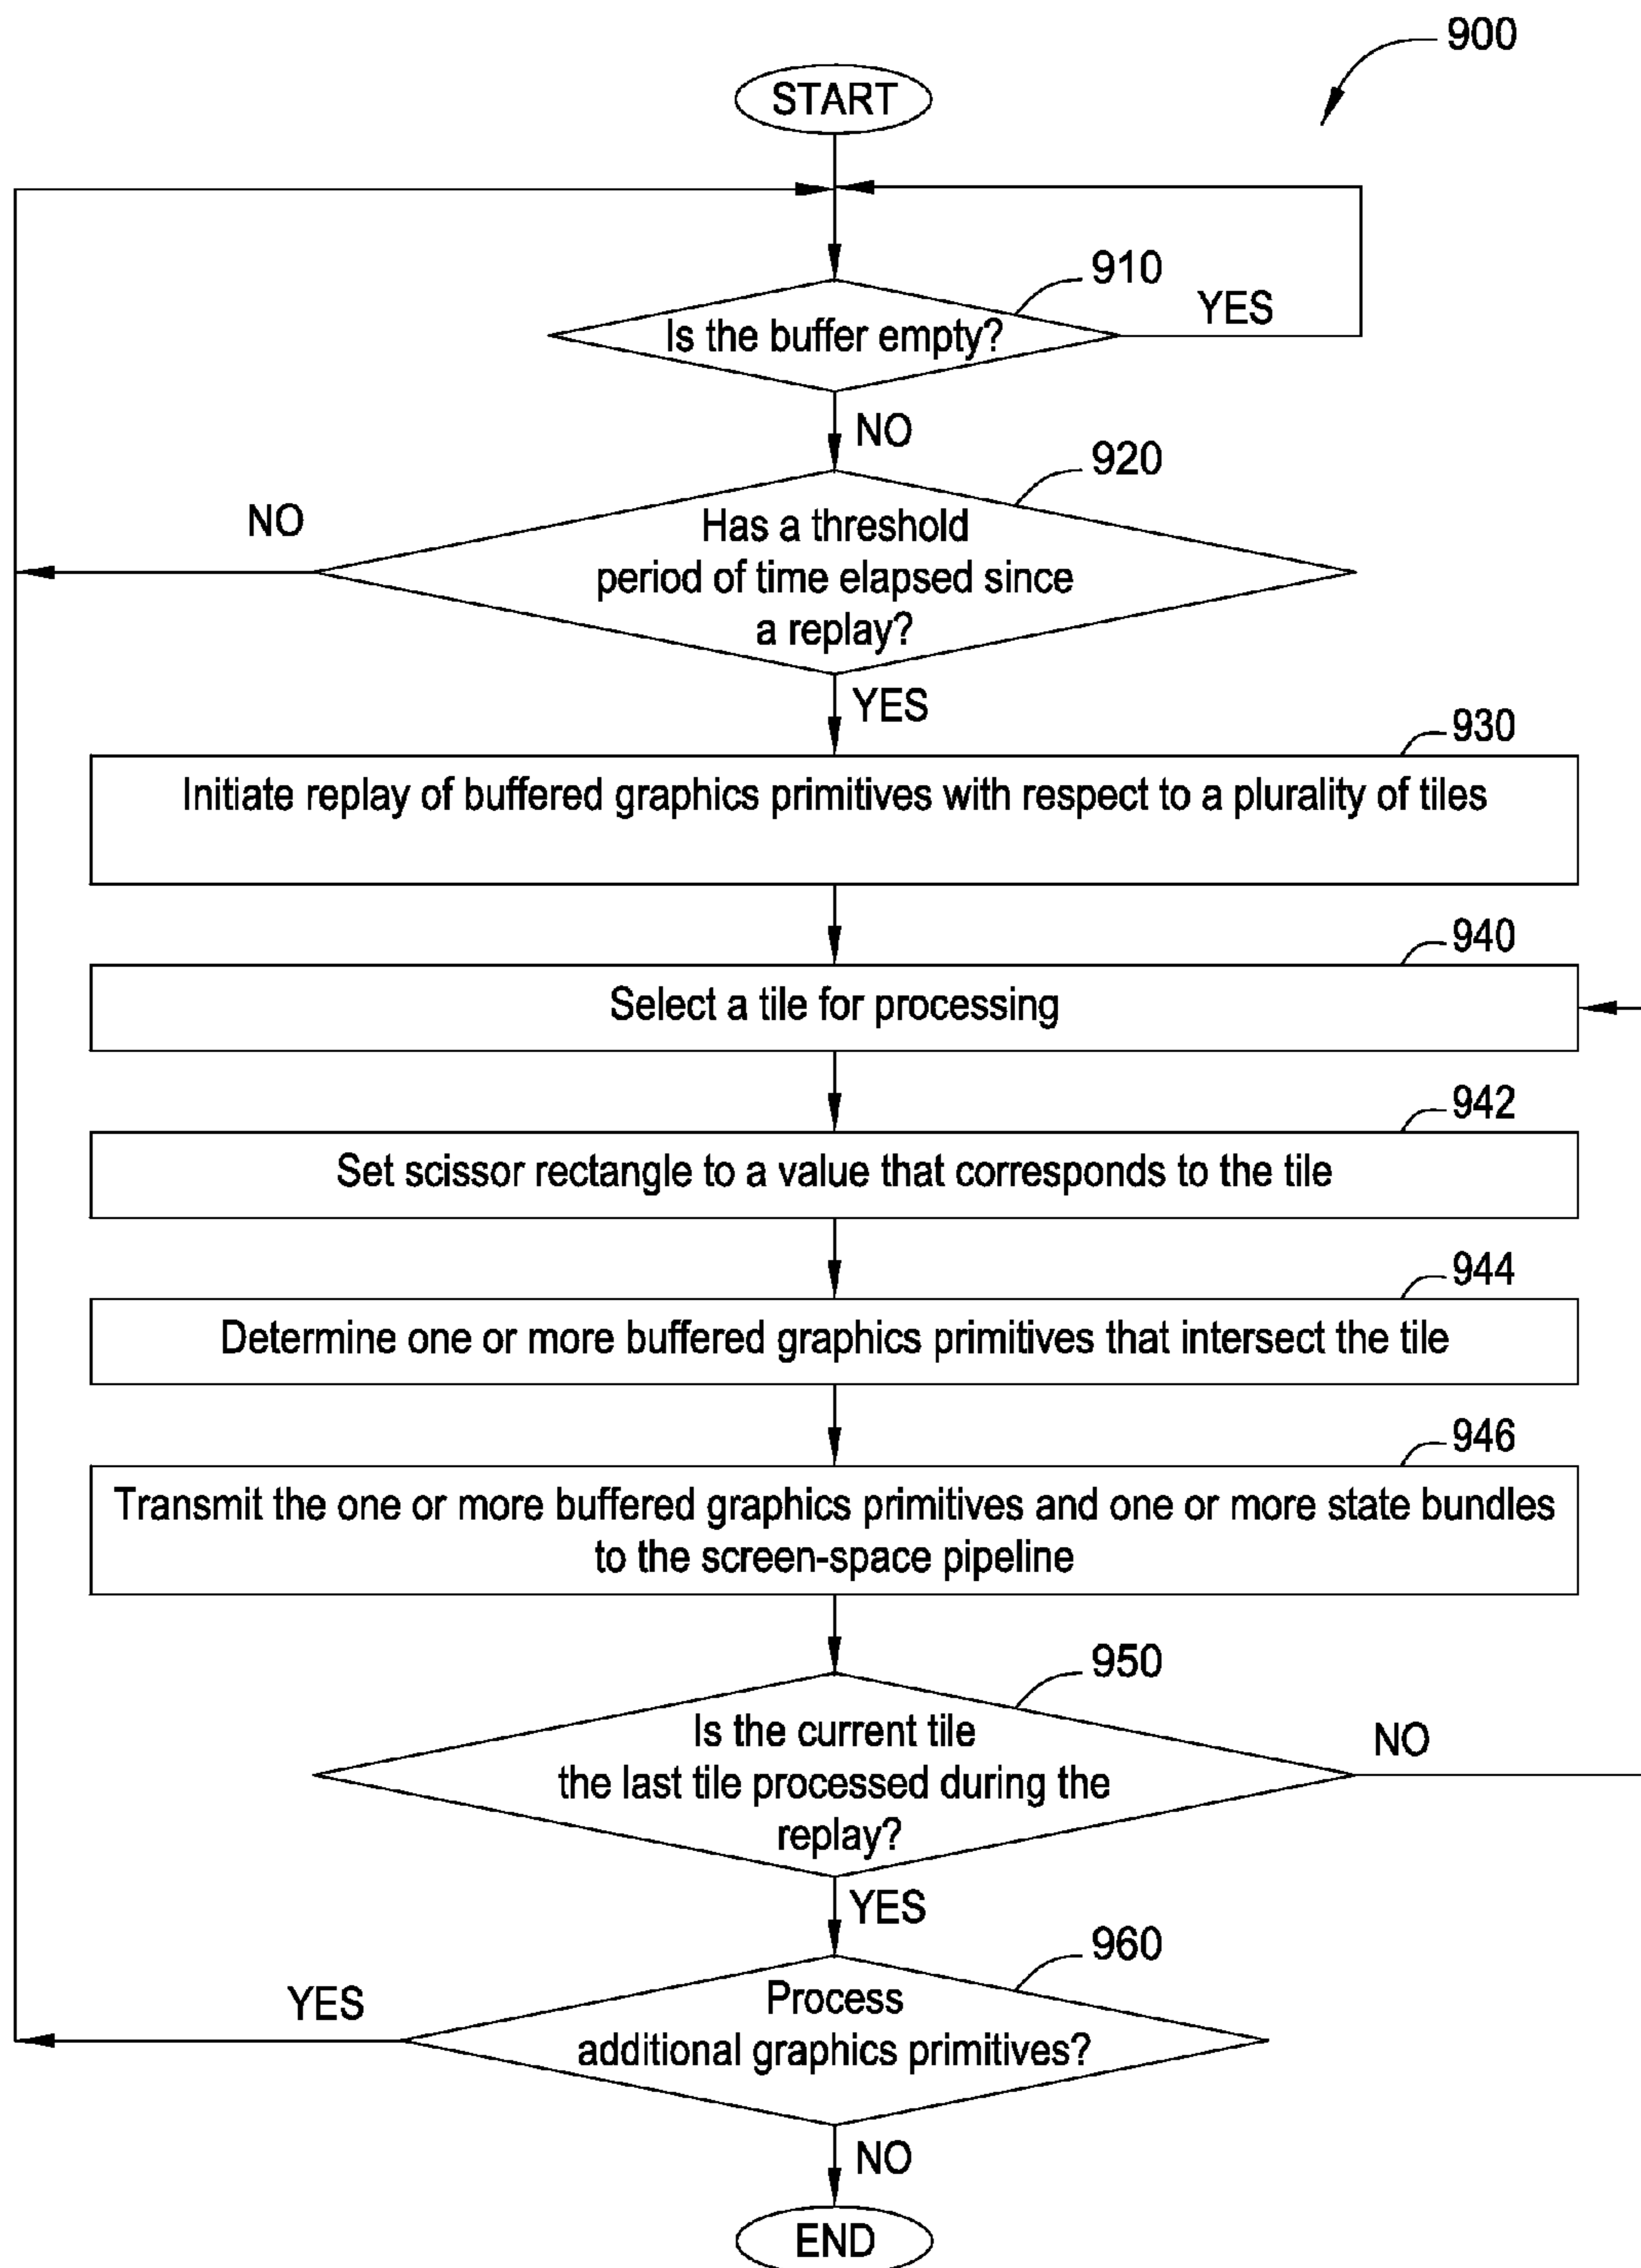 900
START
910
Is the buffer empty?
YES
NO
920
NO
Has a threshold
period of time elapsed since
a replay?
YES
930
Initiate replay of buffered graphics primitives with respect to a plurality of tiles
940
Select a tile for processing
942
Set scissor rectangle to a value that corresponds to the tile
944
Determine one or more buffered graphics primitives that intersect the tile
946
Transmit the one or more buffered graphics primitives and one or more state bundles
to the screen-space pipeline
950
Is the current tile
the last tile processed during the
replay?
NO
YES
960
YES
Process
additional graphics primitives?
NO
END